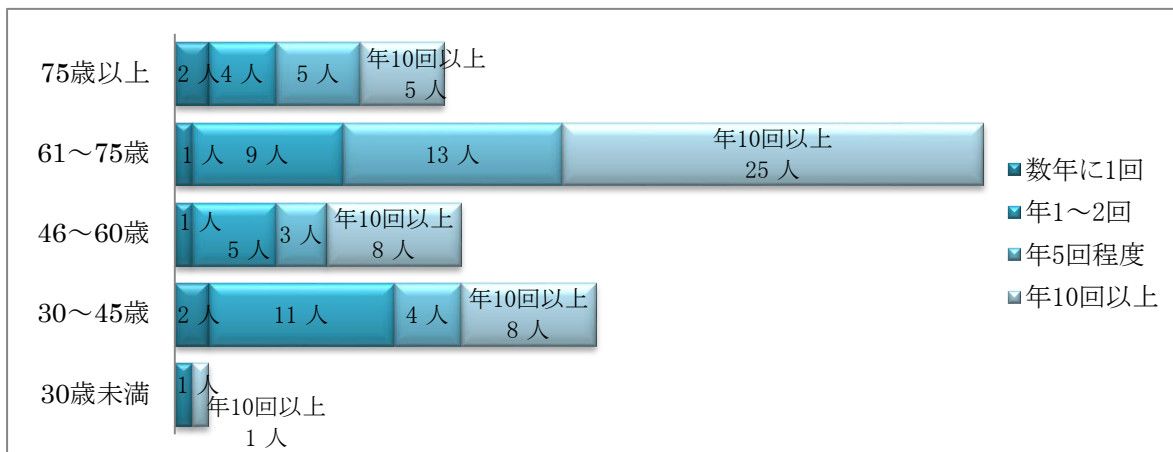 75歳以上
2 人
4 人
5 人
年10回以上
5 人
61～75歳
1 人
9 人
13 人
年10回以上
25 人
46～60歳
1 人
5 人
3 人
年10回以上
8 人
30～45歳
2 人
11 人
4 人
年10回以上
8 人
30歳未満
1 人
年10回以上
1 人
数年に1回
年1～2回
年5回程度
年10回以上